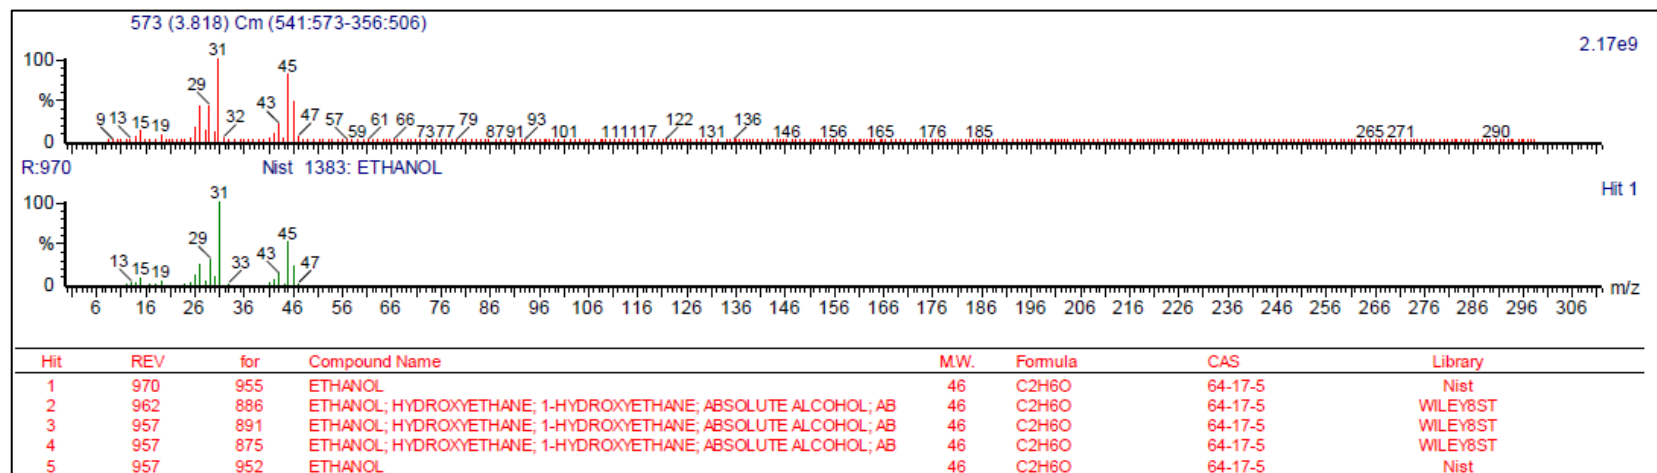 573 (3.818) Cm (541:573-356:506)
2.17e9
100
%
0
9 13 15 19 29 31 32 43 45 47 57 59 61 66 73 77 79 87 91 93 101 111 117 122 131 136 146 156 165 176 185 265 271 290
R:970 Nist 1383: ETHANOL
Hit 1
100
%
0
13 15 19 29 31 33 43 45 47
6 16 26 36 46 56 66 76 86 96 106 116 126 136 146 156 166 176 186 196 206 216 226 236 246 256 266 276 286 296 306 m/z
Hit REV for Compound Name M.W. Formula CAS Library
1 970 955 ETHANOL 46 C2H6O 64-17-5 Nist
2 962 886 ETHANOL; HYDROXYETHANE; 1-HYDROXYETHANE; ABSOLUTE ALCOHOL; AB 46 C2H6O 64-17-5 WILEY8ST
3 957 891 ETHANOL; HYDROXYETHANE; 1-HYDROXYETHANE; ABSOLUTE ALCOHOL; AB 46 C2H6O 64-17-5 WILEY8ST
4 957 875 ETHANOL; HYDROXYETHANE; 1-HYDROXYETHANE; ABSOLUTE ALCOHOL; AB 46 C2H6O 64-17-5 WILEY8ST
5 957 952 ETHANOL 46 C2H6O 64-17-5 Nist